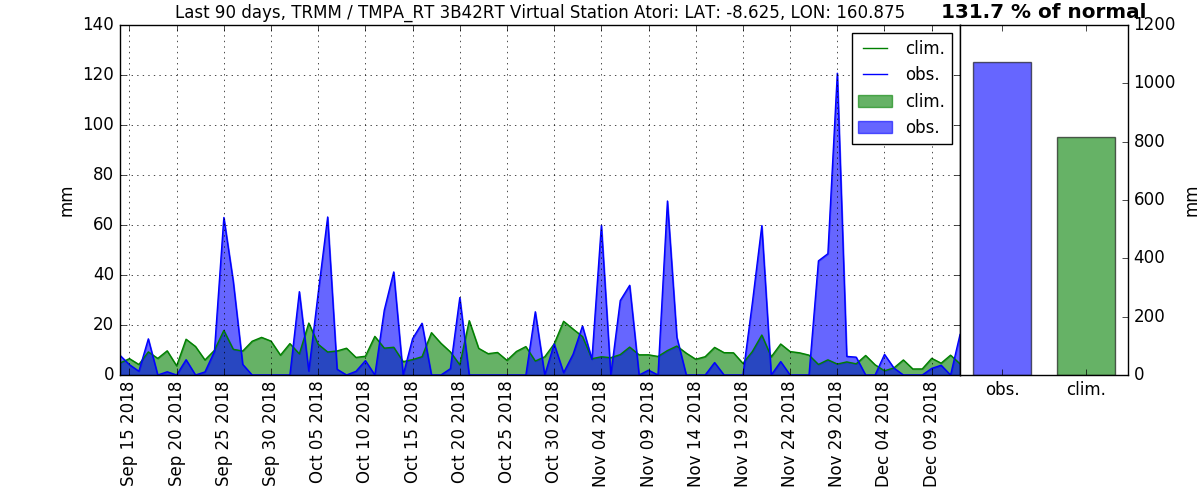 Last 90 days, TRMM / TMPA_RT 3B42RT Virtual Station Atori: LAT: -8.625, LON: 160.875
131.7 % of normal
140
120
100
80
60
40
20
0
mm
clim.
obs.
clim.
obs.
1200
1000
800
600
400
200
0
mm
Sep 15 2018
Sep 20 2018
Sep 25 2018
Sep 30 2018
Oct 05 2018
Oct 10 2018
Oct 15 2018
Oct 20 2018
Oct 25 2018
Oct 30 2018
Nov 04 2018
Nov 09 2018
Nov 14 2018
Nov 19 2018
Nov 24 2018
Nov 29 2018
Dec 04 2018
Dec 09 2018
obs.
clim.